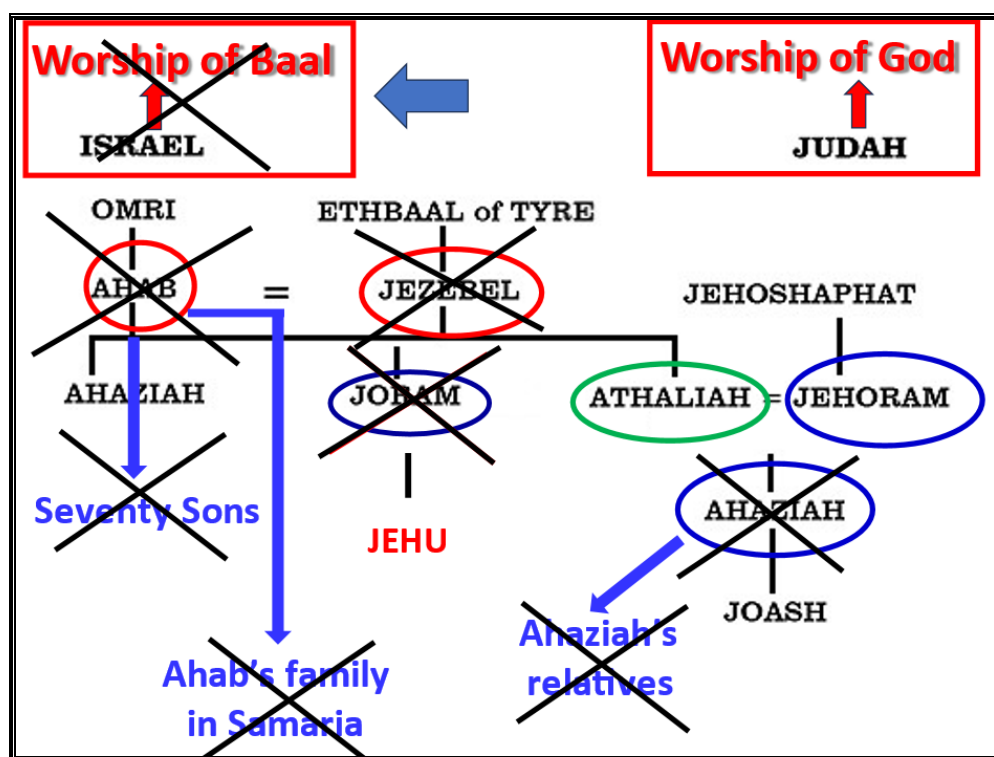 Worship of Baal
Worship of God
ISRAEL
JUDAH
OMRI
ETHBAAL of TYRE
AHAB
=
JEZEBEL
JEHOSHAPHAT
AHAZIAH
JORAM
ATHALIAH = JEHORAM
Seventy Sons
JEHU
AHAZIAH
JOASH
Ahab's family
in Samaria
Ahaziah's
relatives